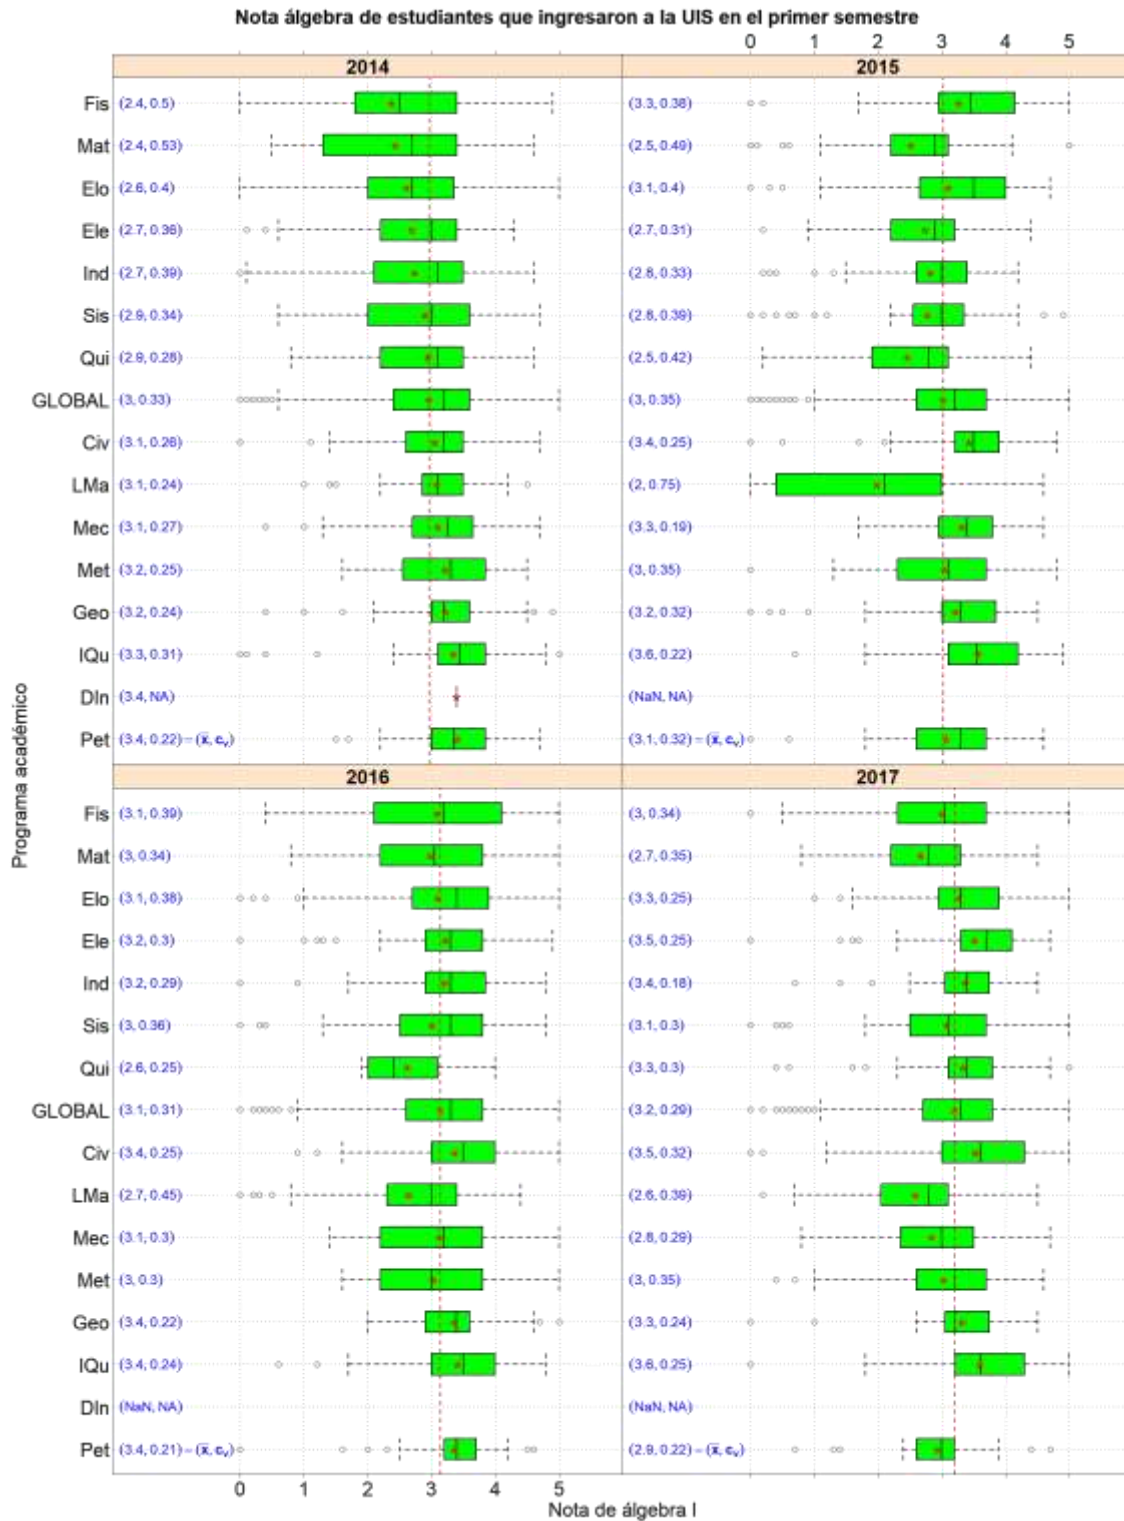 Nota álgebra de estudiantes que ingresaron a la UIS en el primer semestre
0 1 2 3 4 5
2014 2015
Fis (2.4, 0.5) (3.3, 0.38)
Mat (2.4, 0.53) (2.5, 0.49)
Elo (2.6, 0.4) (3.1, 0.4)
Ele (2.7, 0.36) (2.7, 0.31)
Ind (2.7, 0.39) (2.8, 0.33)
Sis (2.9, 0.34) (2.8, 0.39)
Qui (2.9, 0.28) (2.5, 0.42)
GLOBAL (3, 0.33) (3, 0.35)
Civ (3.1, 0.26) (3.4, 0.25)
LMa (3.1, 0.24) (2, 0.75)
Mec (3.1, 0.27) (3.3, 0.19)
Met (3.2, 0.25) (3, 0.35)
Geo (3.2, 0.24) (3.2, 0.32)
IQu (3.3, 0.31) (3.6, 0.22)
DIn (3.4, NA) (NaN, NA)
Pet (3.4, 0.22) = (x̄, cᵥ) (3.1, 0.32) = (x̄, cᵥ)
Programa académico
2016 2017
Fis (3.1, 0.39) (3, 0.34)
Mat (3, 0.34) (2.7, 0.35)
Elo (3.1, 0.38) (3.3, 0.25)
Ele (3.2, 0.3) (3.5, 0.25)
Ind (3.2, 0.29) (3.4, 0.18)
Sis (3, 0.36) (3.1, 0.3)
Qui (2.6, 0.25) (3.3, 0.3)
GLOBAL (3.1, 0.31) (3.2, 0.29)
Civ (3.4, 0.25) (3.5, 0.32)
LMa (2.7, 0.45) (2.6, 0.39)
Mec (3.1, 0.3) (2.8, 0.29)
Met (3, 0.3) (3, 0.35)
Geo (3.4, 0.22) (3.3, 0.24)
IQu (3.4, 0.24) (3.6, 0.25)
DIn (NaN, NA) (NaN, NA)
Pet (3.4, 0.21) = (x̄, cᵥ) (2.9, 0.22) = (x̄, cᵥ)
0 1 2 3 4 5
Nota de álgebra I